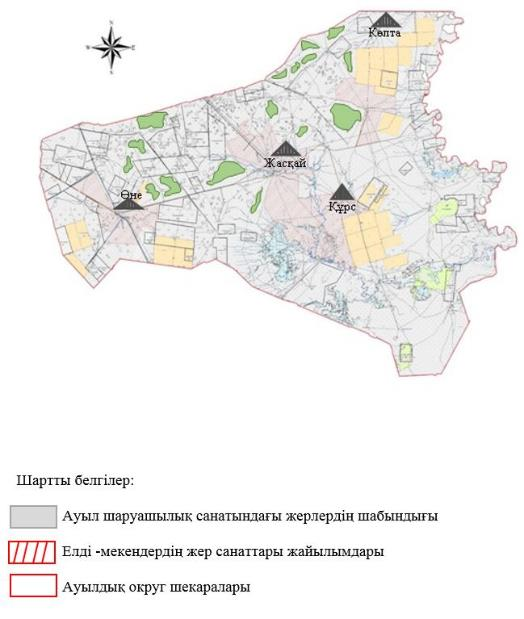 Көпта
Жасқай
Өне
Құрс
Шартты белгілер:
Ауыл шаруашылық санатындағы жерлердің шабындығы
Елді -мекендердің жер санаттары жайылымдары
Ауылдық округ шекаралары